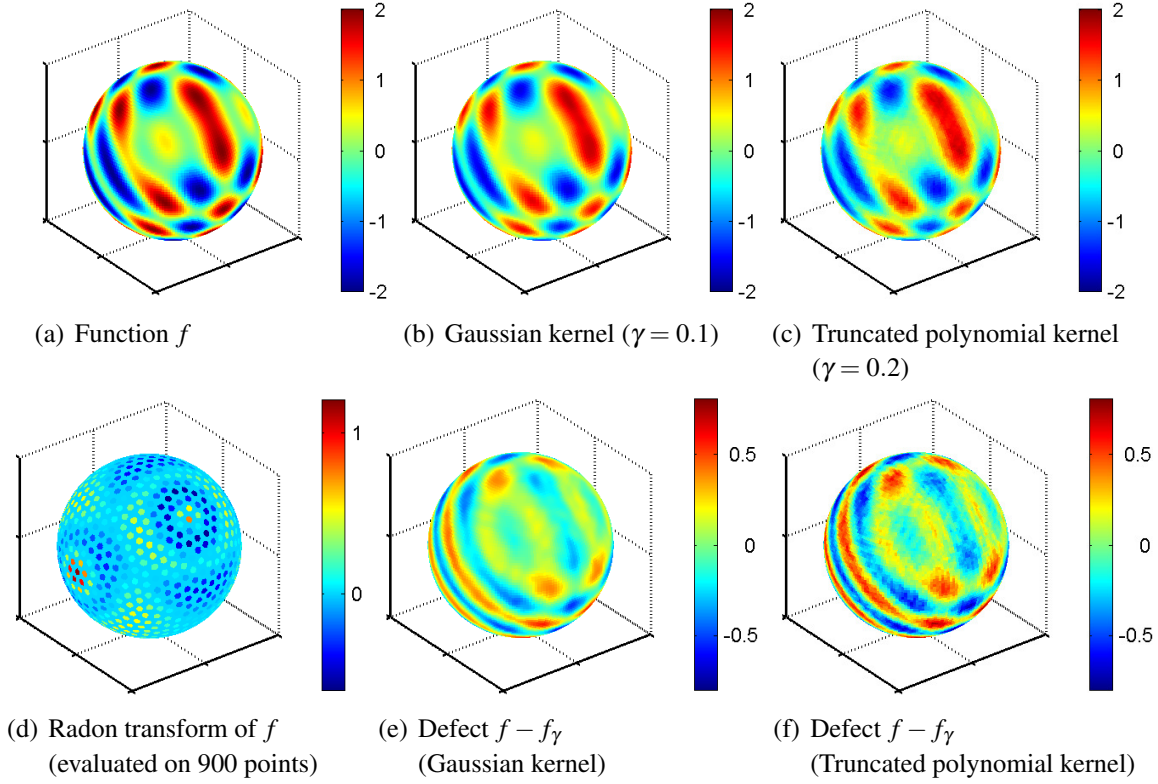 2
1
0
-1
-2
2
1
0
-1
-2
2
1
0
-1
-2
(a) Function f
(b) Gaussian kernel (γ = 0.1)
(c) Truncated polynomial kernel
(γ = 0.2)
1
0
0.5
0
-0.5
0.5
0
-0.5
(d) Radon transform of f
(evaluated on 900 points)
(e) Defect f − fγ
(Gaussian kernel)
(f) Defect f − fγ
(Truncated polynomial kernel)